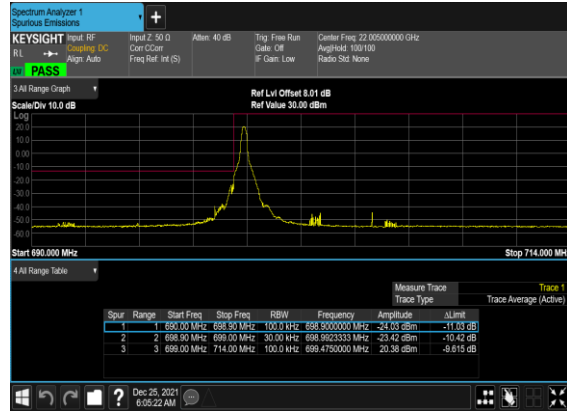 Spectrum Analyzer 1
Spurious Emissions
+
KEYSIGHT Input: RF Input Z: 50 Ω Atten: 40 dB Trig: Free Run Center Freq: 22.005000000 GHz
RL Coupling: DC Corr CCorr Gate: Off Avg|Hold: 100/100
Align: Auto Freq Ref: Int (S) IF Gain: Low Radio Std: None
PASS
3 All Range Graph
Ref Lvl Offset 8.01 dB
Scale/Div 10.0 dB Ref Value 30.00 dBm
Log
20.0
10.0
0.00
-10.0
-20.0
-30.0
-40.0
-50.0
-60.0
Start 690.000 MHz Stop 714.000 MH
4 All Range Table
Measure Trace Trace 1
Trace Type Trace Average (Active)
Spur Range Start Freq Stop Freq RBW Frequency Amplitude ΔLimit
1 1 690.00 MHz 698.90 MHz 100.0 kHz 698.9000000 MHz -24.03 dBm -11.03 dB
2 2 698.90 MHz 699.00 MHz 30.00 kHz 698.9923333 MHz -23.42 dBm -10.42 dB
3 3 699.00 MHz 714.00 MHz 100.0 kHz 699.4750000 MHz 20.38 dBm -9.615 dB
? Dec 25, 2021
6:05:22 AM